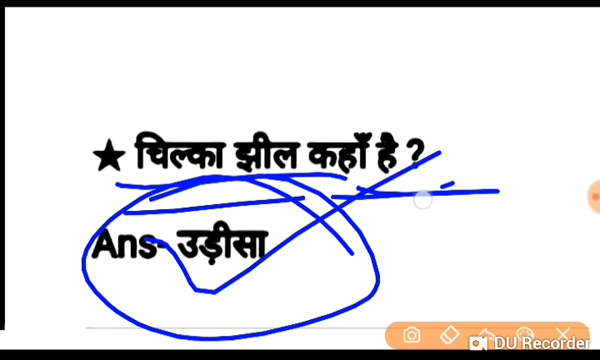 ★ चिल्का झील कहाँ है ?
Ans- उड़ीसा
DU Recorder